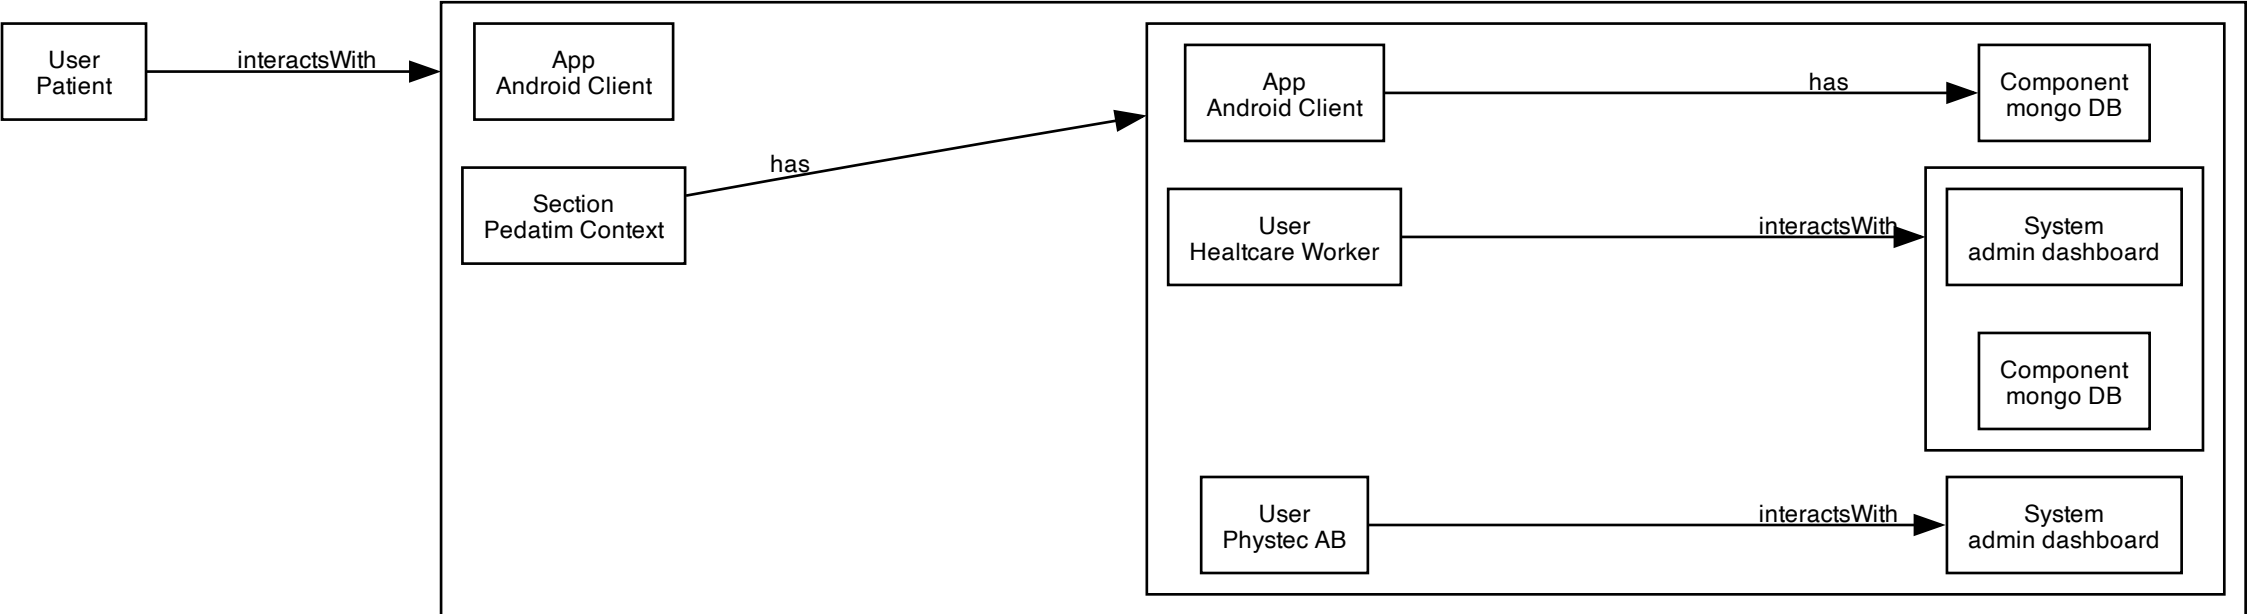 User
Patient
interactsWith
App
Android Client
Section
Pedatim Context
has
App
Android Client
has
Component
mongo DB
User
Healtcare Worker
interactsWith
System
admin dashboard
Component
mongo DB
User
Phystec AB
interactsWith
System
admin dashboard